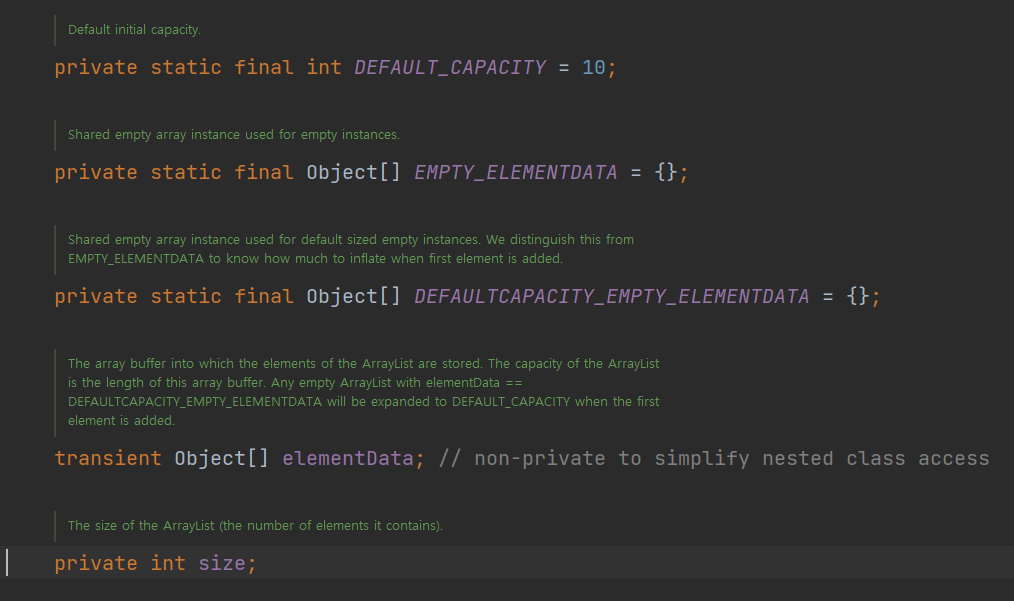 Default initial capacity.
private static final int DEFAULT_CAPACITY = 10;
Shared empty array instance used for empty instances.
private static final Object[] EMPTY_ELEMENTDATA = {};
Shared empty array instance used for default sized empty instances. We distinguish this from
EMPTY_ELEMENTDATA to know how much to inflate when first element is added.
private static final Object[] DEFAULTCAPACITY_EMPTY_ELEMENTDATA = {};
The array buffer into which the elements of the ArrayList are stored. The capacity of the ArrayList
is the length of this array buffer. Any empty ArrayList with elementData ==
DEFAULTCAPACITY_EMPTY_ELEMENTDATA will be expanded to DEFAULT_CAPACITY when the first
element is added.
transient Object[] elementData; // non-private to simplify nested class access
The size of the ArrayList (the number of elements it contains).
private int size;